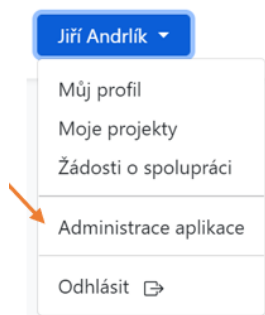 Jiří Andrlík
Můj profil
Moje projekty
Žádosti o spolupráci
Administrace aplikace
Odhlásit